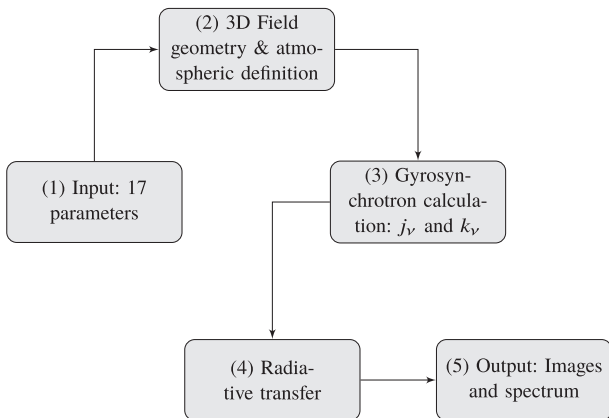 (2) 3D Field
geometry & atmo-
spheric definition
(1) Input: 17
parameters
(3) Gyrosyn-
chrotron calcula-
tion: jν and kν
(4) Radia-
tive transfer
(5) Output: Images
and spectrum